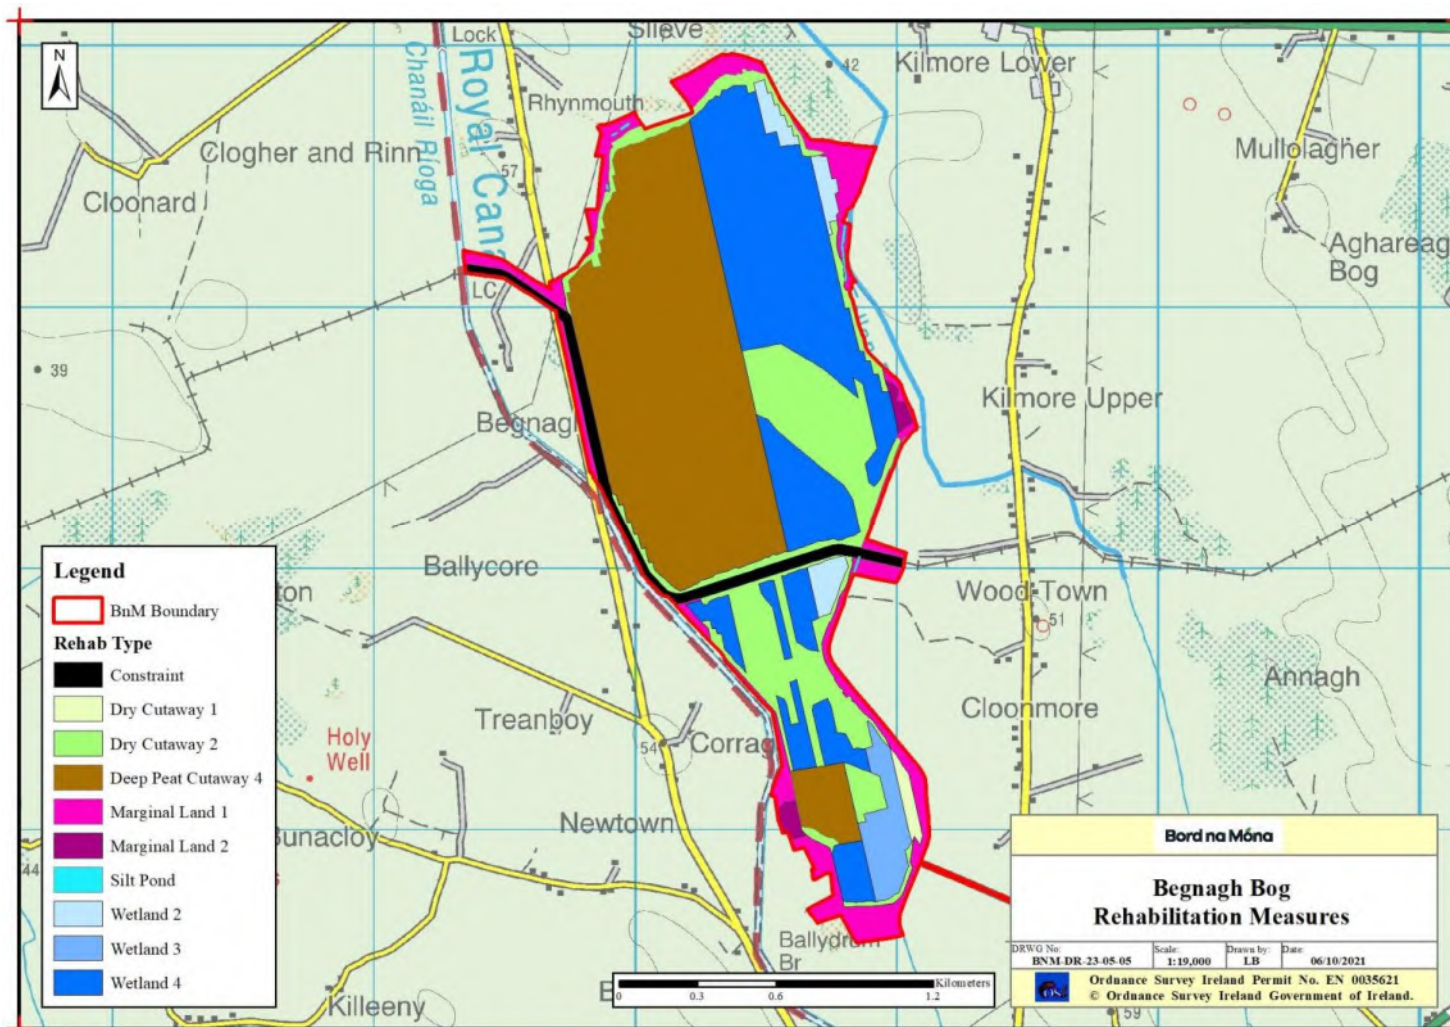 N
Lock
Slieve
42
Kilmore Lower
Royal Cana
Chanáil Ríoga
Rhynmouth
57
Clogher and Rinn
Cloonard
Mullolagher
Aghareag
Bog
LC
39
Begnagh
Kilmore Upper
Ballycore
Wood-Town
51
Annagh
Cloonmore
Treanboy
54
Corrag
Holy
Well
Newtown
Bunacloy
44
Killeeny
Ballydrum
Br
59
Legend
BnM Boundary
Rehab Type
Constraint
Dry Cutaway 1
Dry Cutaway 2
Deep Peat Cutaway 4
Marginal Land 1
Marginal Land 2
Silt Pond
Wetland 2
Wetland 3
Wetland 4
Kilometers
0 0.3 0.6 1.2
Bord na Móna
Begnagh Bog
Rehabilitation Measures
DRWG No: Scale: Drawn by: Date:
BNM-DR-23-05-05 1:19,000 LB 06/10/2021
Ordnance Survey Ireland Permit No. EN 0035621
© Ordnance Survey Ireland Government of Ireland.